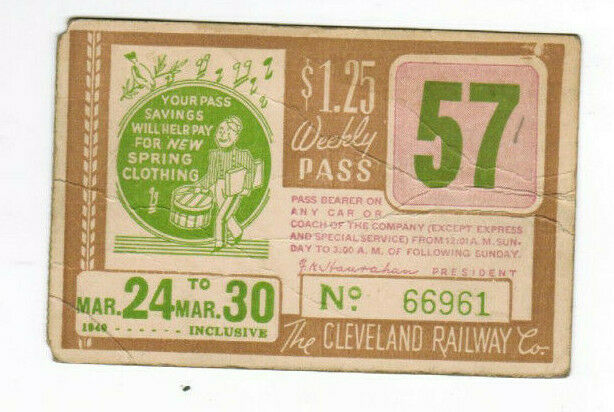 YOUR PASS
SAVINGS
WILL HELP PAY
FOR NEW
SPRING
CLOTHING
$1.25
Weekly
PASS
57
PASS BEARER ON
ANY CAR OR
COACH OF THE COMPANY (EXCEPT EXPRESS
AND SPECIAL SERVICE) FROM 12:01 A.M. SUN-
DAY TO 3:00 A.M. OF FOLLOWING SUNDAY.
PRESIDENT
MAR. 24 TO MAR. 30
1940 - - - - - - INCLUSIVE
No. 66961
The CLEVELAND RAILWAY Co.